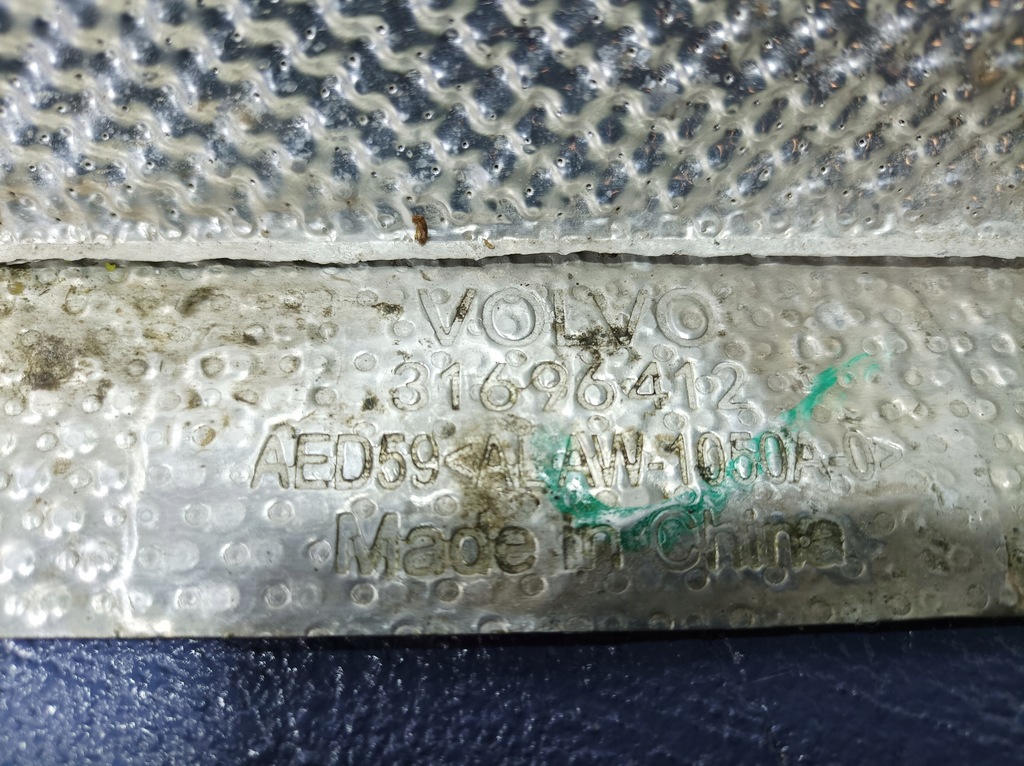 VOLVO
31696412
AED59<AL AW-1050A-0>
Made in China